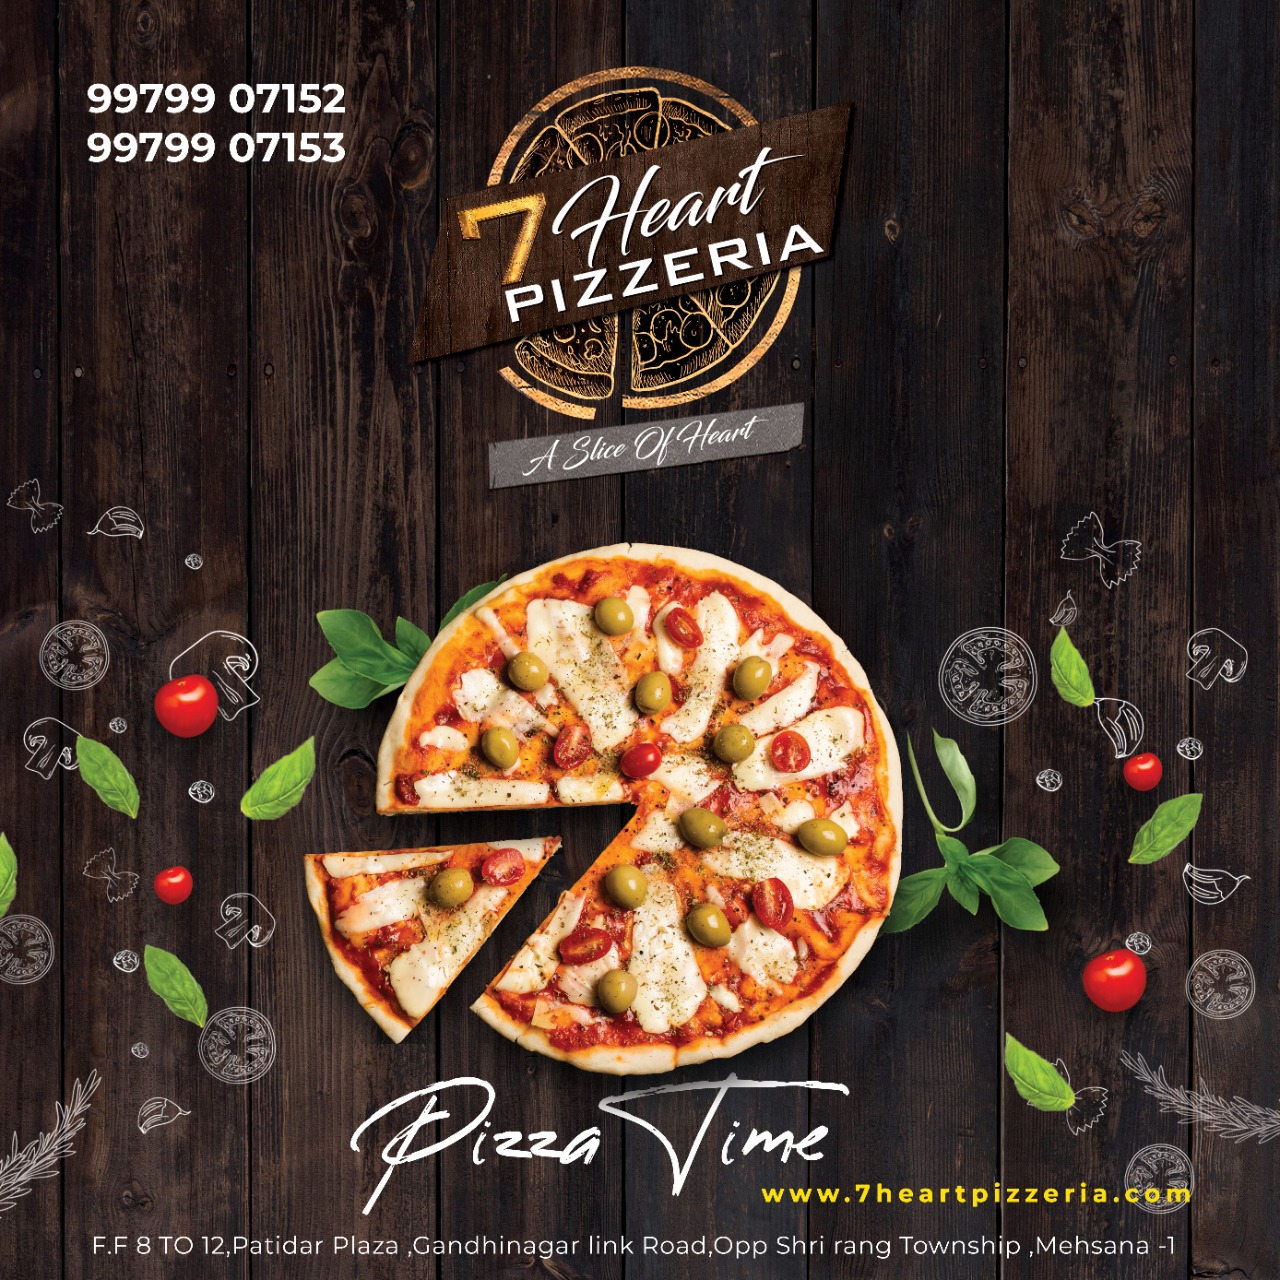 99799 07152
99799 07153
7 Heart
PIZZERIA
A Slice Of Heart
Pizza Time
www.7heartpizzeria.com
F.F 8 TO 12,Patidar Plaza ,Gandhinagar link Road,Opp Shri rang Township ,Mehsana -1